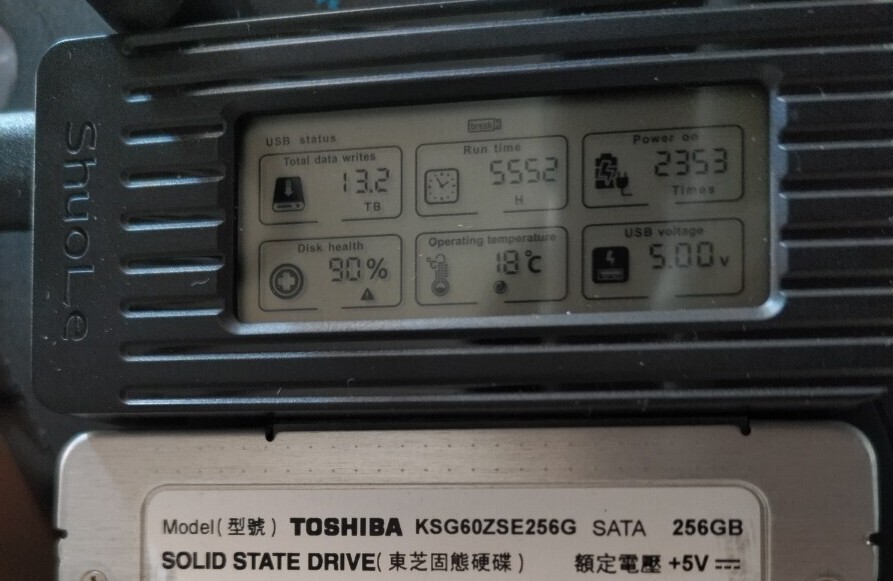 ShuoLe
USB status
break
Total data writes
13.2
TB
Run time
5552
H
Power on
2353
Times
Disk health
90%
Operating temperature
18℃
USB voltage
5.00v
Model(型號) TOSHIBA KSG60ZSE256G SATA 256GB
SOLID STATE DRIVE(東芝固態硬碟) 額定電壓 +5V